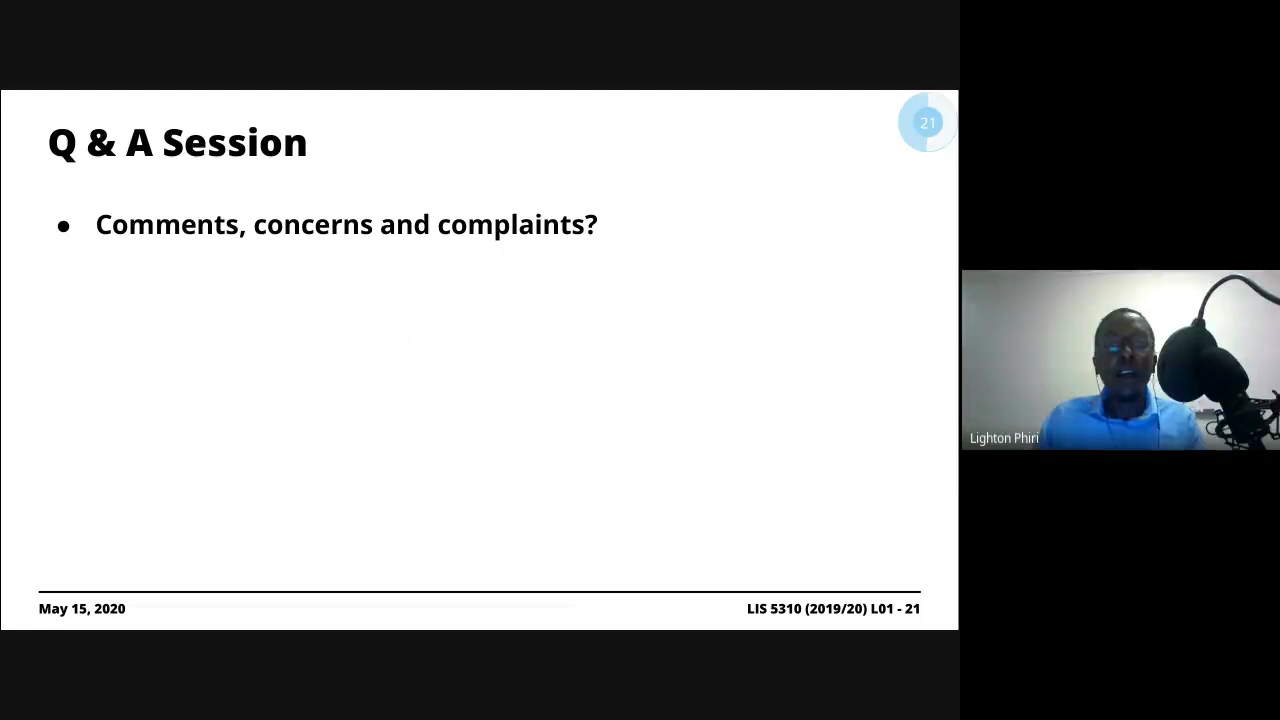 Q & A Session
21
● Comments, concerns and complaints?
Lighton Phiri
May 15, 2020
LIS 5310 (2019/20) L01 - 21